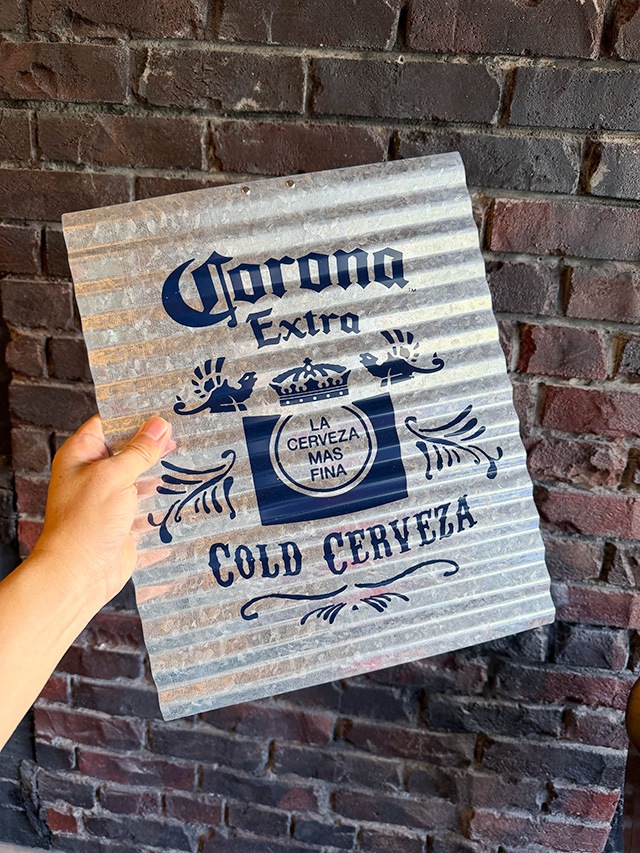 Corona
Extra
LA
CERVEZA
MAS
FINA
COLD CERVEZA